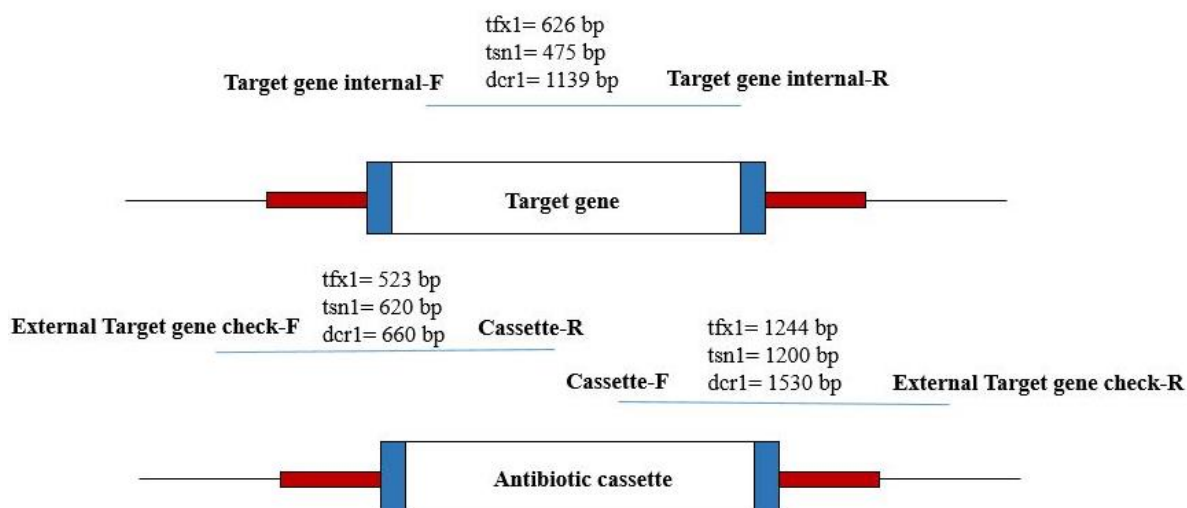 tfx1= 626 bp
tsn1= 475 bp
dcr1= 1139 bp
Target gene internal-F
Target gene internal-R
Target gene
tfx1= 523 bp
tsn1= 620 bp
dcr1= 660 bp
External Target gene check-F
Cassette-R
tfx1= 1244 bp
tsn1= 1200 bp
dcr1= 1530 bp
Cassette-F
External Target gene check-R
Antibiotic cassette